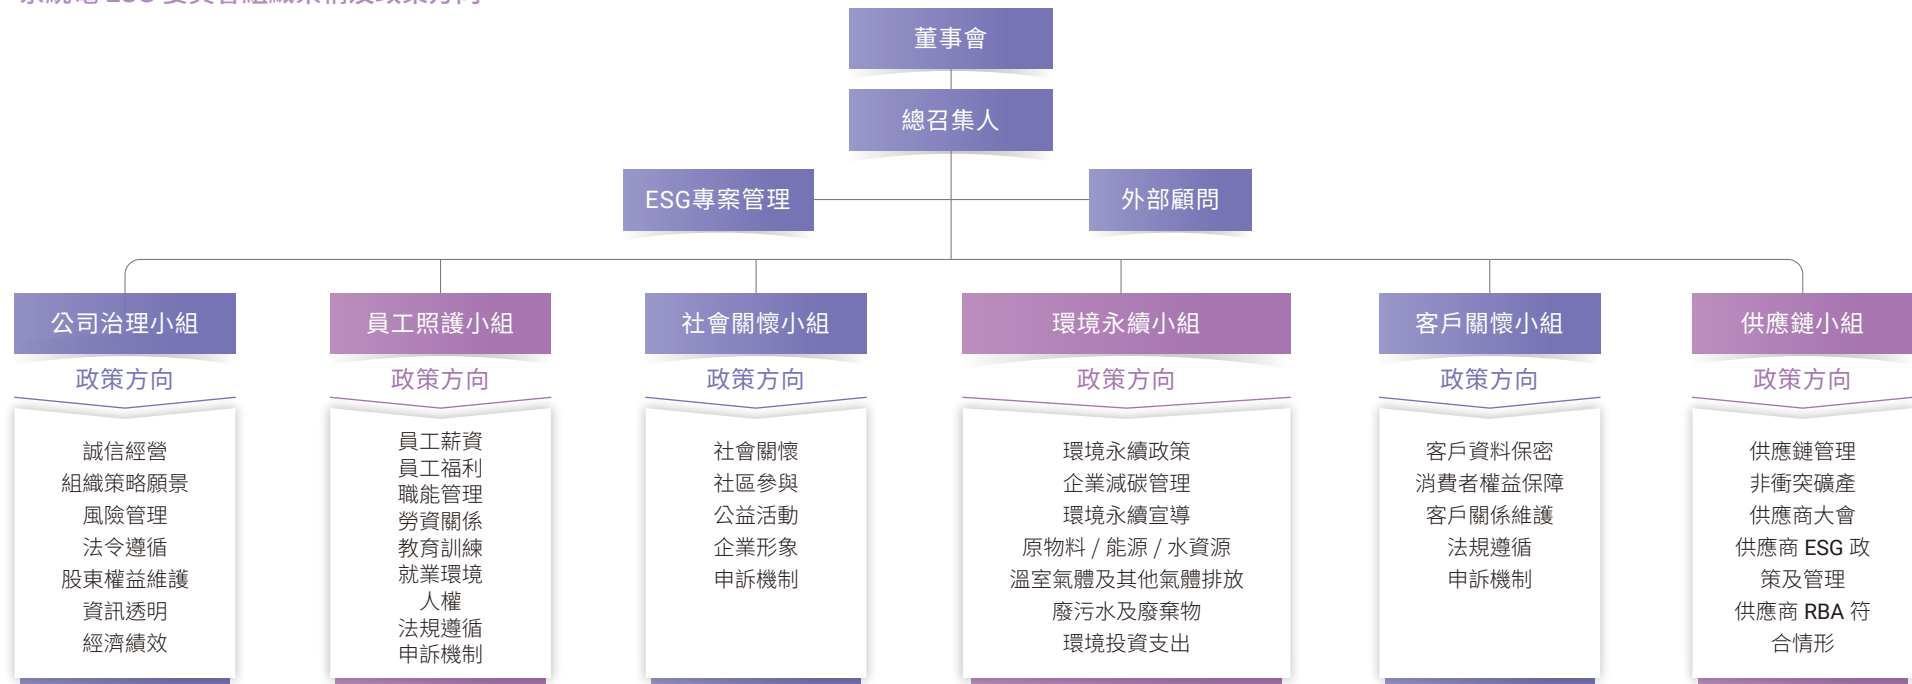 董事會
總召集人
ESG專案管理
外部顧問
公司治理小組
政策方向
誠信經營
組織策略願景
風險管理
法令遵循
股東權益維護
資訊透明
經濟績效
員工照護小組
政策方向
員工薪資
員工福利
職能管理
勞資關係
教育訓練
就業環境
人權
法規遵循
申訴機制
社會關懷小組
政策方向
社會關懷
社區參與
公益活動
企業形象
申訴機制
環境永續小組
政策方向
環境永續政策
企業減碳管理
環境永續宣導
原物料 / 能源 / 水資源
溫室氣體及其他氣體排放
廢污水及廢棄物
環境投資支出
客戶關懷小組
政策方向
客戶資料保密
消費者權益保障
客戶關係維護
法規遵循
申訴機制
供應鏈小組
政策方向
供應鏈管理
非衝突礦產
供應商大會
供應商 ESG 政
策及管理
供應商 RBA 符
合情形